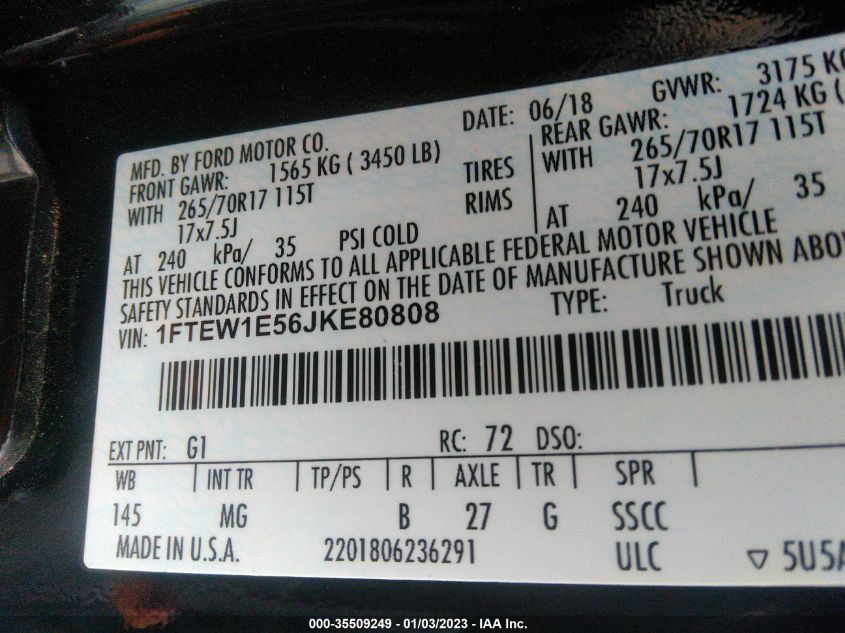 MFD. BY FORD MOTOR CO.
DATE: 06/18
GVWR: 3175 KG
FRONT GAWR: 1565 KG ( 3450 LB)
REAR GAWR: 1724 KG (
WITH 265/70R17 115T
TIRES
WITH 265/70R17 115T
17x7.5J
RIMS
17x7.5J
AT 240 kPa/ 35 PSI COLD
AT 240 kPa/ 35
THIS VEHICLE CONFORMS TO ALL APPLICABLE FEDERAL MOTOR VEHICLE
SAFETY STANDARDS IN EFFECT ON THE DATE OF MANUFACTURE SHOWN ABO
VIN: 1FTEW1E56JKE80808
TYPE: Truck
EXT PNT: G1 RC: 72 DSO:
WB INT TR TP/PS R AXLE TR SPR
145 MG B 27 G SSCC
MADE IN U.S.A. 2201806236291 ULC ▽ 5U5A
000-35509249 - 01/03/2023 - IAA Inc.